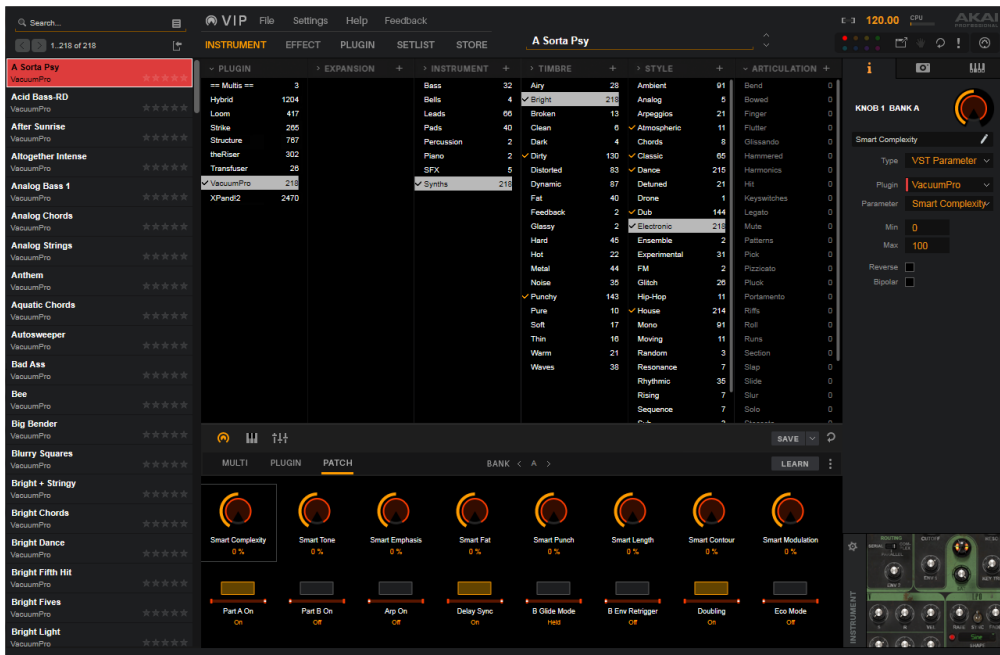 Search...
VIP File Settings Help Feedback
120.00 CPU
AKAI
1..218 of 218
INSTRUMENT EFFECT PLUGIN SETLIST STORE
A Sorta Psy
A Sorta Psy
VacuumPro
Acid Bass-RD
VacuumPro
After Sunrise
VacuumPro
Altogether Intense
VacuumPro
Analog Bass 1
VacuumPro
Analog Chords
VacuumPro
Analog Strings
VacuumPro
Anthem
VacuumPro
Aquatic Chords
VacuumPro
Autosweeper
VacuumPro
Bad Ass
VacuumPro
Bee
VacuumPro
Big Bender
VacuumPro
Blurry Squares
VacuumPro
Bright + Stringy
VacuumPro
Bright Chords
VacuumPro
Bright Dance
VacuumPro
Bright Fifth Hit
VacuumPro
Bright Fives
VacuumPro
Bright Light
VacuumPro
PLUGIN
== Multis == 3
Hybrid 1204
Loom 417
Strike 266
Structure 767
theRiser 302
Transfuser 26
VacuumPro 218
XPand!2 2470
EXPANSION +
INSTRUMENT +
Bass 32
Bells 4
Leads 66
Pads 40
Percussion 2
Piano 2
SFX 5
Synths 218
TIMBRE +
Airy 28
Bright 218
Broken 13
Clean 6
Dark 4
Dirty 130
Distorted 83
Dynamic 87
Fat 40
Feedback 2
Glassy 2
Hard 45
Hot 22
Metal 44
Noise 35
Punchy 143
Pure 10
Soft 17
Thin 16
Warm 21
Waves 38
STYLE +
Ambient 91
Analog 5
Arpeggios 21
Atmospheric 11
Chords 8
Classic 65
Dance 215
Detuned 21
Drone 1
Dub 144
Electronic 218
Ensemble 2
Experimental 31
FM 2
Glitch 26
Hip-Hop 11
House 214
Mono 91
Moving 11
Random 3
Resonance 7
Rhythmic 35
Rising 7
Sequence 7
ARTICULATION +
Bend 0
Bowed 0
Finger 0
Flutter 0
Glissando 0
Hammered 0
Harmonics 0
Hit 0
Keyswitches 0
Legato 0
Mute 0
Patterns 0
Pick 0
Pizzicato 0
Pluck 0
Portamento 0
Riffs 0
Roll 0
Runs 0
Section 0
Slap 0
Slide 0
Slur 0
Solo 0
KNOB 1 BANK A
Smart Complexity
Type VST Parameter
Plugin VacuumPro
Parameter Smart Complexity
Min 0
Max 100
Reverse
Bipolar
SAVE
MULTI PLUGIN PATCH
BANK < A >
LEARN
Smart Complexity
0 %
Smart Tone
0 %
Smart Emphasis
0 %
Smart Fat
0 %
Smart Punch
0 %
Smart Length
0 %
Smart Contour
0 %
Smart Modulation
0 %
Part A On
On
Part B On
Off
Arp On
Off
Delay Sync
On
B Glide Mode
Held
B Env Retrigger
Off
Doubling
On
Eco Mode
Off
INSTRUMENT
ROUTING
CUTOFF